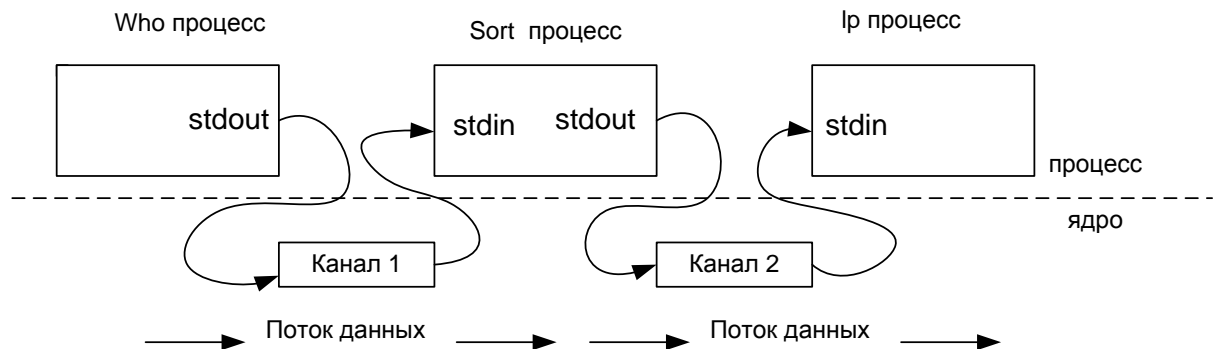 Who процесс
Sort процесс
lp процесс
stdout
stdin stdout
stdin
процесс
ядро
Канал 1
Канал 2
Поток данных
Поток данных